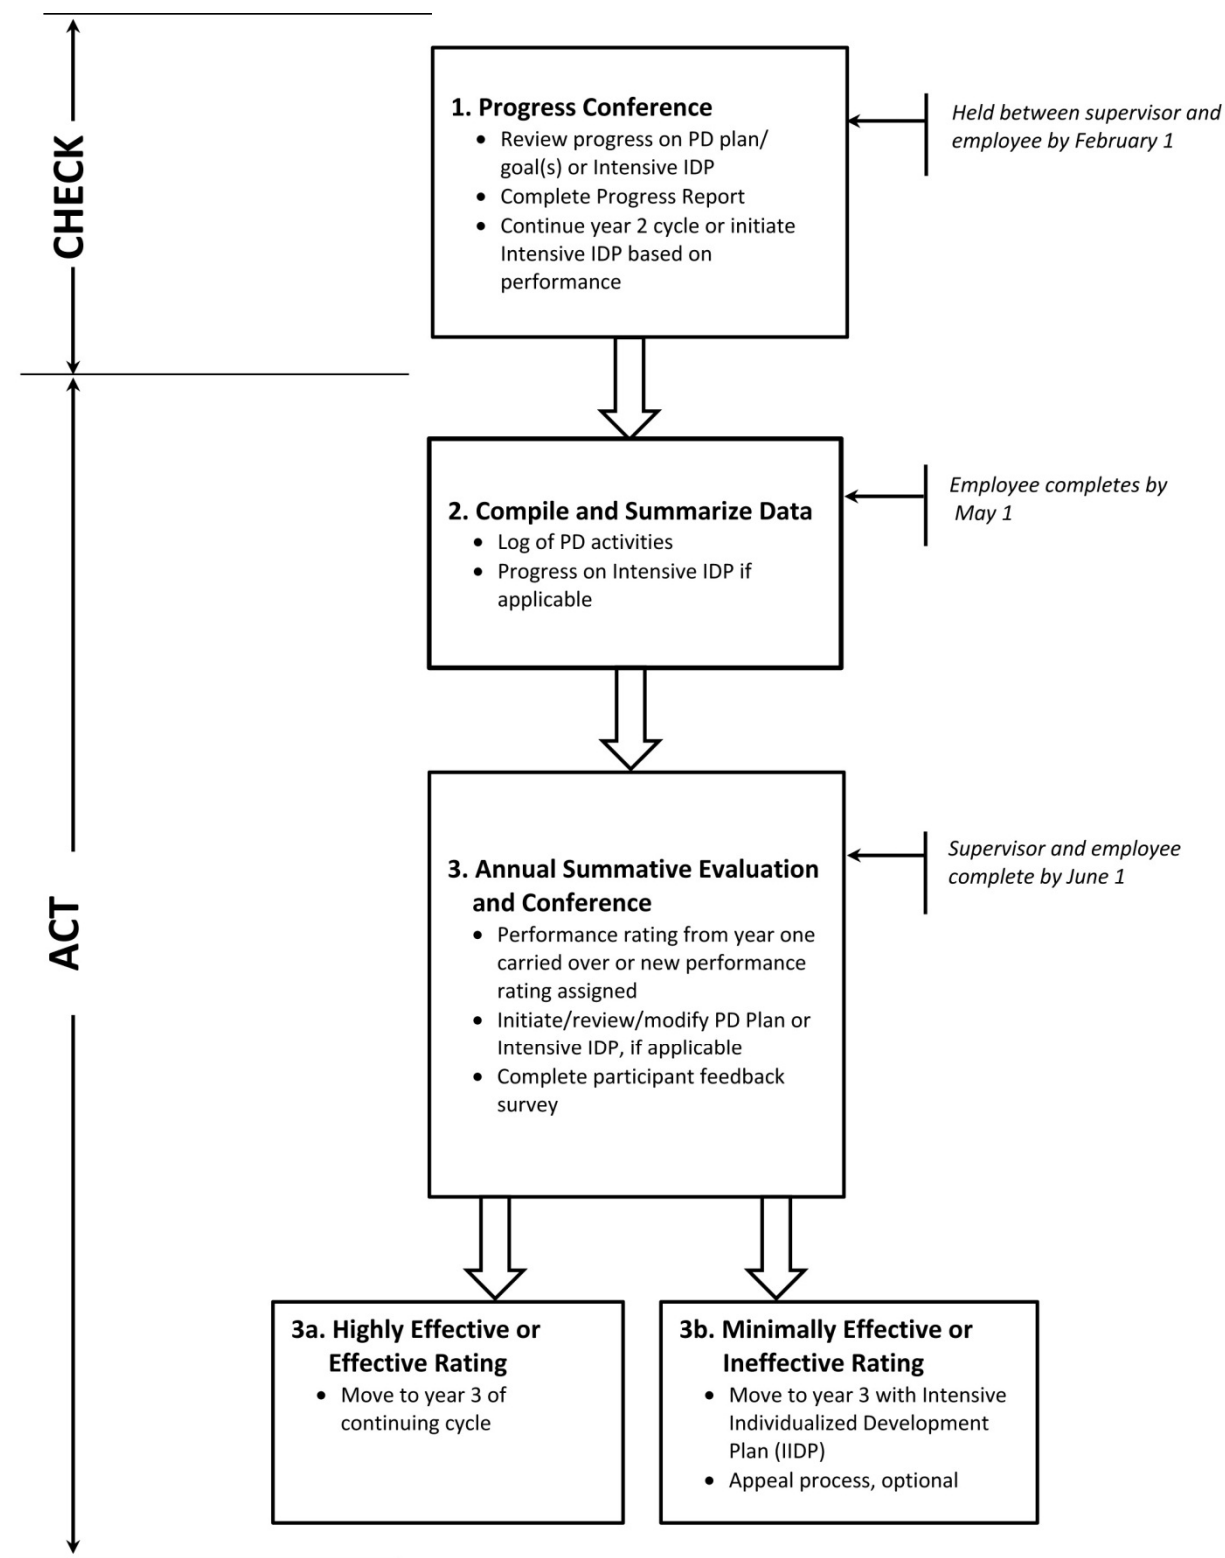 CHECK
1. Progress Conference
• Review progress on PD plan/
goal(s) or Intensive IDP
• Complete Progress Report
• Continue year 2 cycle or initiate
Intensive IDP based on
performance
Held between supervisor and
employee by February 1
ACT
2. Compile and Summarize Data
• Log of PD activities
• Progress on Intensive IDP if
applicable
Employee completes by
May 1
3. Annual Summative Evaluation
and Conference
• Performance rating from year one
carried over or new performance
rating assigned
• Initiate/review/modify PD Plan or
Intensive IDP, if applicable
• Complete participant feedback
survey
Supervisor and employee
complete by June 1
3a. Highly Effective or
Effective Rating
• Move to year 3 of
continuing cycle
3b. Minimally Effective or
Ineffective Rating
• Move to year 3 with Intensive
Individualized Development
Plan (IIDP)
• Appeal process, optional